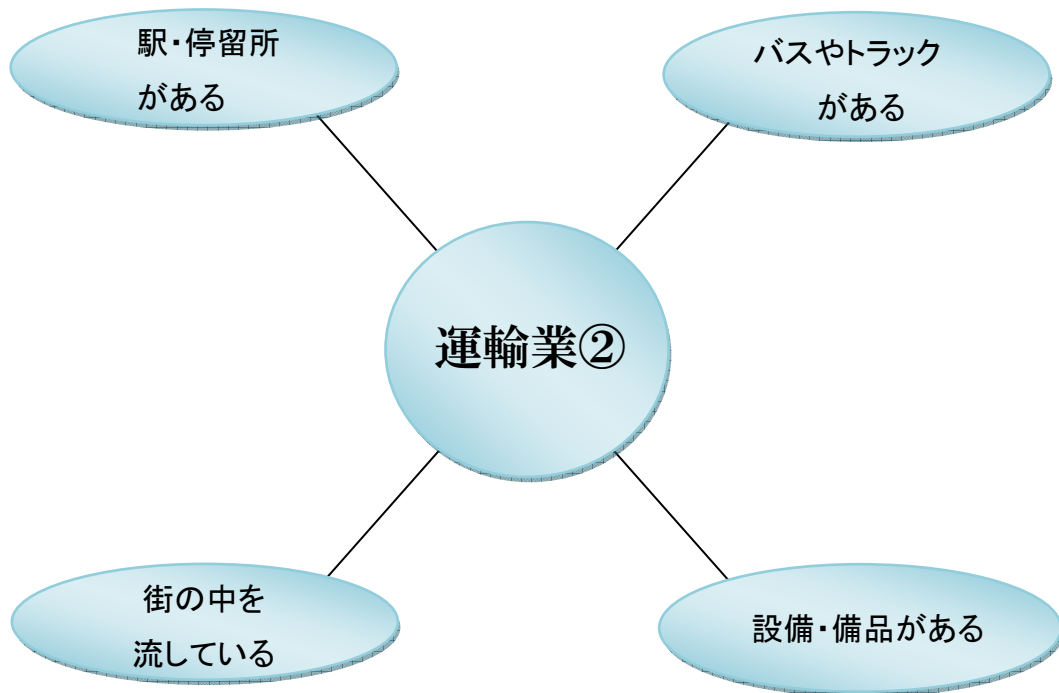 駅・停留所
がある
バスやトラック
がある
運輸業②
街の中を
流している
設備・備品がある